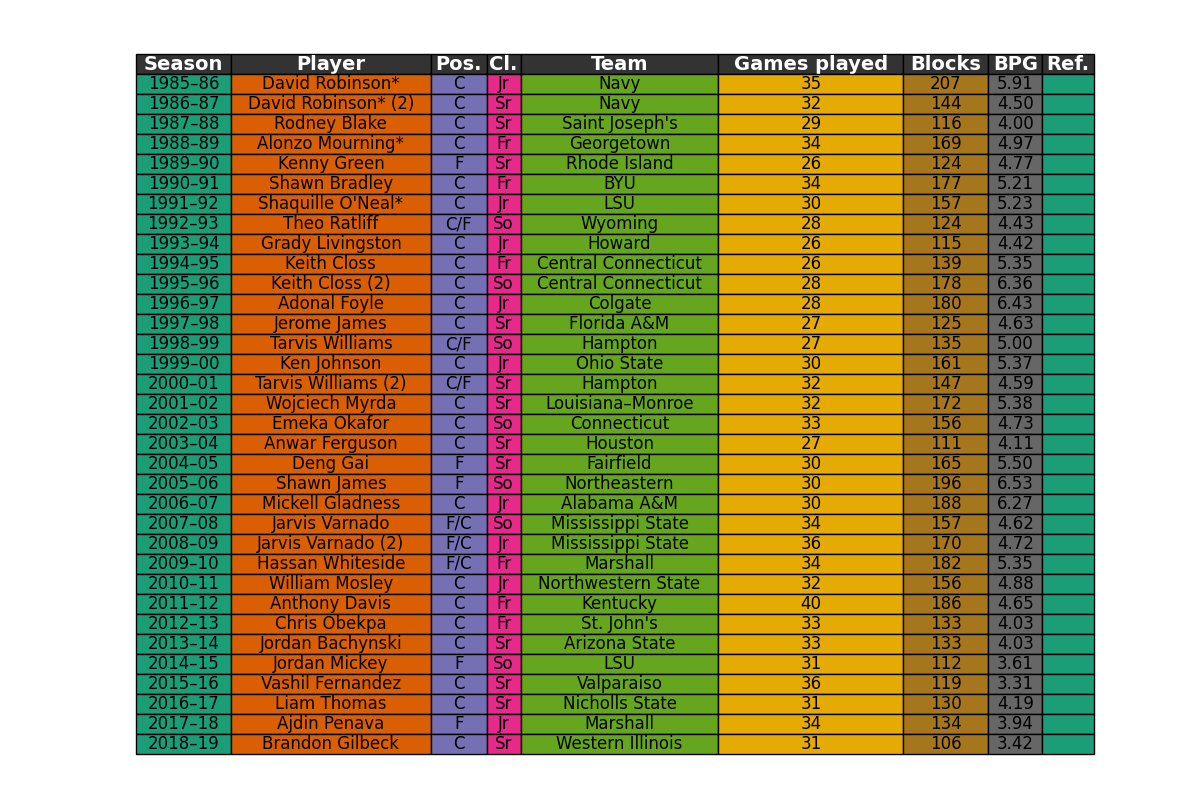 Season Player Pos. Cl. Team Games played Blocks BPG Ref.
1985–86 David Robinson* C Jr Navy 35 207 5.91
1986–87 David Robinson* (2) C Sr Navy 32 144 4.50
1987–88 Rodney Blake C Sr Saint Joseph's 29 116 4.00
1988–89 Alonzo Mourning* C Fr Georgetown 34 169 4.97
1989–90 Kenny Green F Sr Rhode Island 26 124 4.77
1990–91 Shawn Bradley C Fr BYU 34 177 5.21
1991–92 Shaquille O'Neal* C Jr LSU 30 157 5.23
1992–93 Theo Ratliff C/F So Wyoming 28 124 4.43
1993–94 Grady Livingston C Jr Howard 26 115 4.42
1994–95 Keith Closs C Fr Central Connecticut 26 139 5.35
1995–96 Keith Closs (2) C So Central Connecticut 28 178 6.36
1996–97 Adonal Foyle C Jr Colgate 28 180 6.43
1997–98 Jerome James C Sr Florida A&M 27 125 4.63
1998–99 Tarvis Williams C/F So Hampton 27 135 5.00
1999–00 Ken Johnson C Jr Ohio State 30 161 5.37
2000–01 Tarvis Williams (2) C/F Sr Hampton 32 147 4.59
2001–02 Wojciech Myrda C Sr Louisiana–Monroe 32 172 5.38
2002–03 Emeka Okafor C So Connecticut 33 156 4.73
2003–04 Anwar Ferguson C Sr Houston 27 111 4.11
2004–05 Deng Gai F Sr Fairfield 30 165 5.50
2005–06 Shawn James F So Northeastern 30 196 6.53
2006–07 Mickell Gladness C Jr Alabama A&M 30 188 6.27
2007–08 Jarvis Varnado F/C So Mississippi State 34 157 4.62
2008–09 Jarvis Varnado (2) F/C Jr Mississippi State 36 170 4.72
2009–10 Hassan Whiteside F/C Fr Marshall 34 182 5.35
2010–11 William Mosley C Jr Northwestern State 32 156 4.88
2011–12 Anthony Davis C Fr Kentucky 40 186 4.65
2012–13 Chris Obekpa C Fr St. John's 33 133 4.03
2013–14 Jordan Bachynski C Sr Arizona State 33 133 4.03
2014–15 Jordan Mickey F So LSU 31 112 3.61
2015–16 Vashil Fernandez C Sr Valparaiso 36 119 3.31
2016–17 Liam Thomas C Sr Nicholls State 31 130 4.19
2017–18 Ajdin Penava F Jr Marshall 34 134 3.94
2018–19 Brandon Gilbeck C Sr Western Illinois 31 106 3.42